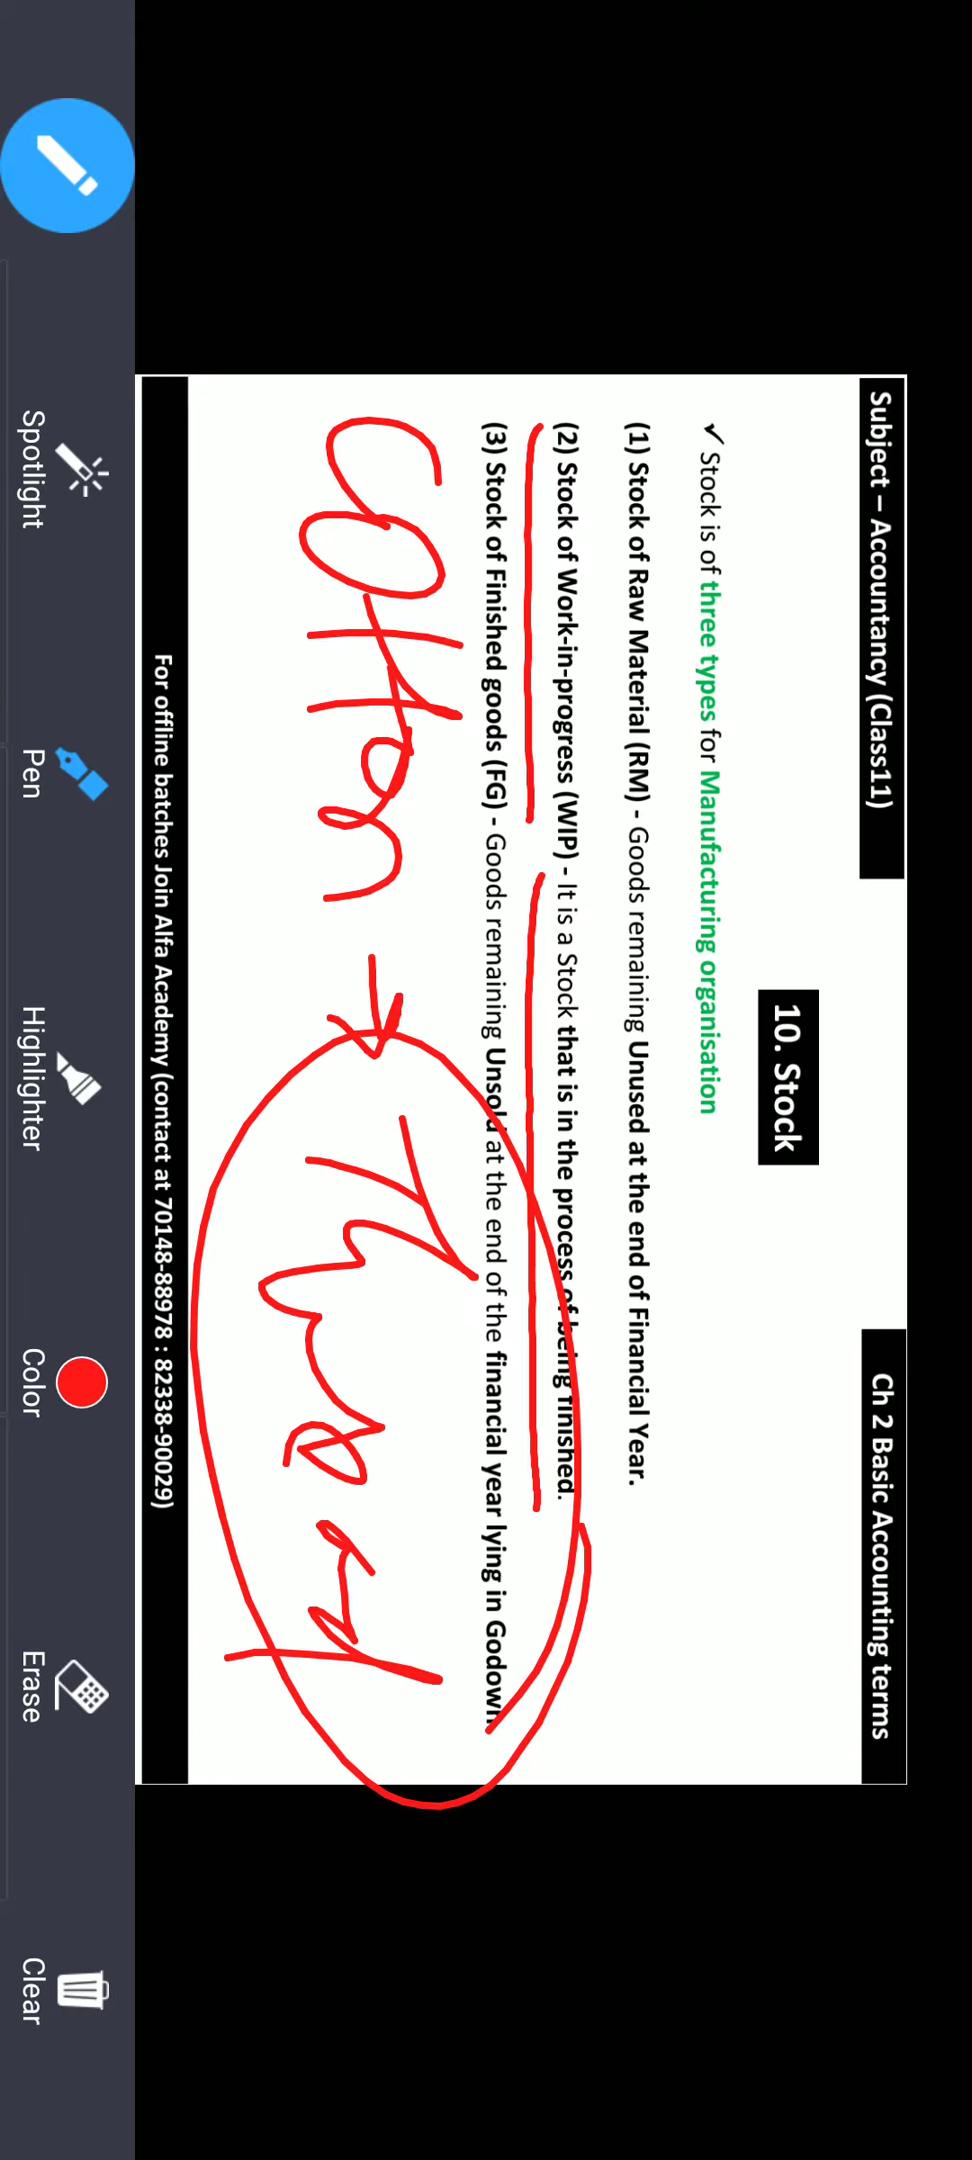 Subject – Accountancy (Class11)
Ch 2 Basic Accounting terms
10. Stock
✓ Stock is of three types for Manufacturing organisation
(1) Stock of Raw Material (RM) - Goods remaining Unused at the end of Financial Year.
(2) Stock of Work-in-progress (WIP) - It is a Stock that is in the process of being finished.
(3) Stock of Finished goods (FG) - Goods remaining Unsold at the end of the financial year lying in Godown.
Cotton →
For offline batches Join Alfa Academy (contact at 70148-88978 : 82338-90029)
Spotlight
Pen
Highlighter
Color
Erase
Clear